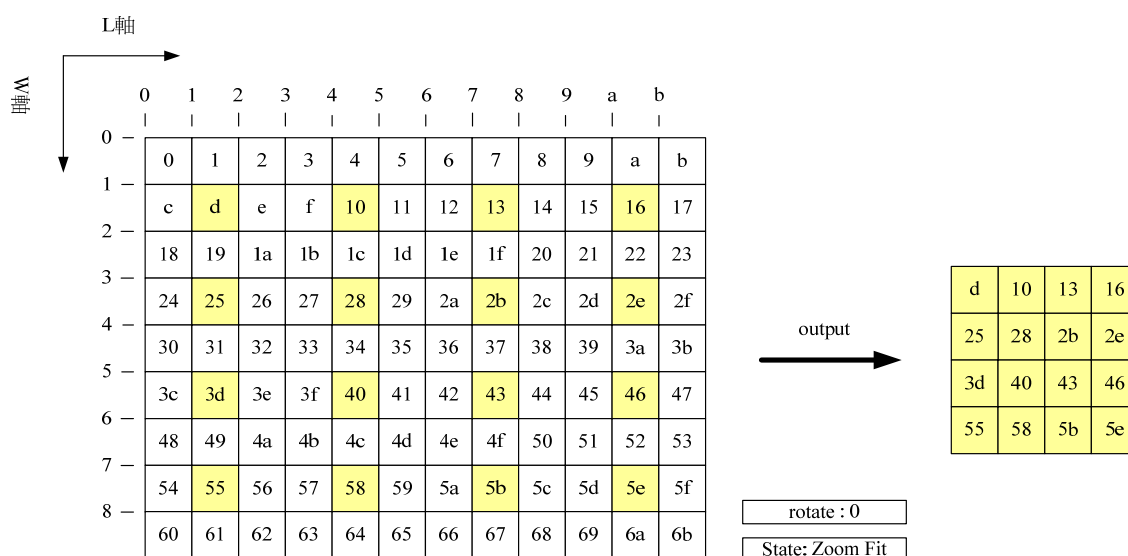 L軸
W軸
0 1 2 3 4 5 6 7 8 9 a b
0 0 1 2 3 4 5 6 7 8 9 a b
1 c d e f 10 11 12 13 14 15 16 17
2 18 19 1a 1b 1c 1d 1e 1f 20 21 22 23
3 24 25 26 27 28 29 2a 2b 2c 2d 2e 2f
4 30 31 32 33 34 35 36 37 38 39 3a 3b
5 3c 3d 3e 3f 40 41 42 43 44 45 46 47
6 48 49 4a 4b 4c 4d 4e 4f 50 51 52 53
7 54 55 56 57 58 59 5a 5b 5c 5d 5e 5f
8 60 61 62 63 64 65 66 67 68 69 6a 6b
output
d 10 13 16
25 28 2b 2e
3d 40 43 46
55 58 5b 5e
rotate : 0
State: Zoom Fit